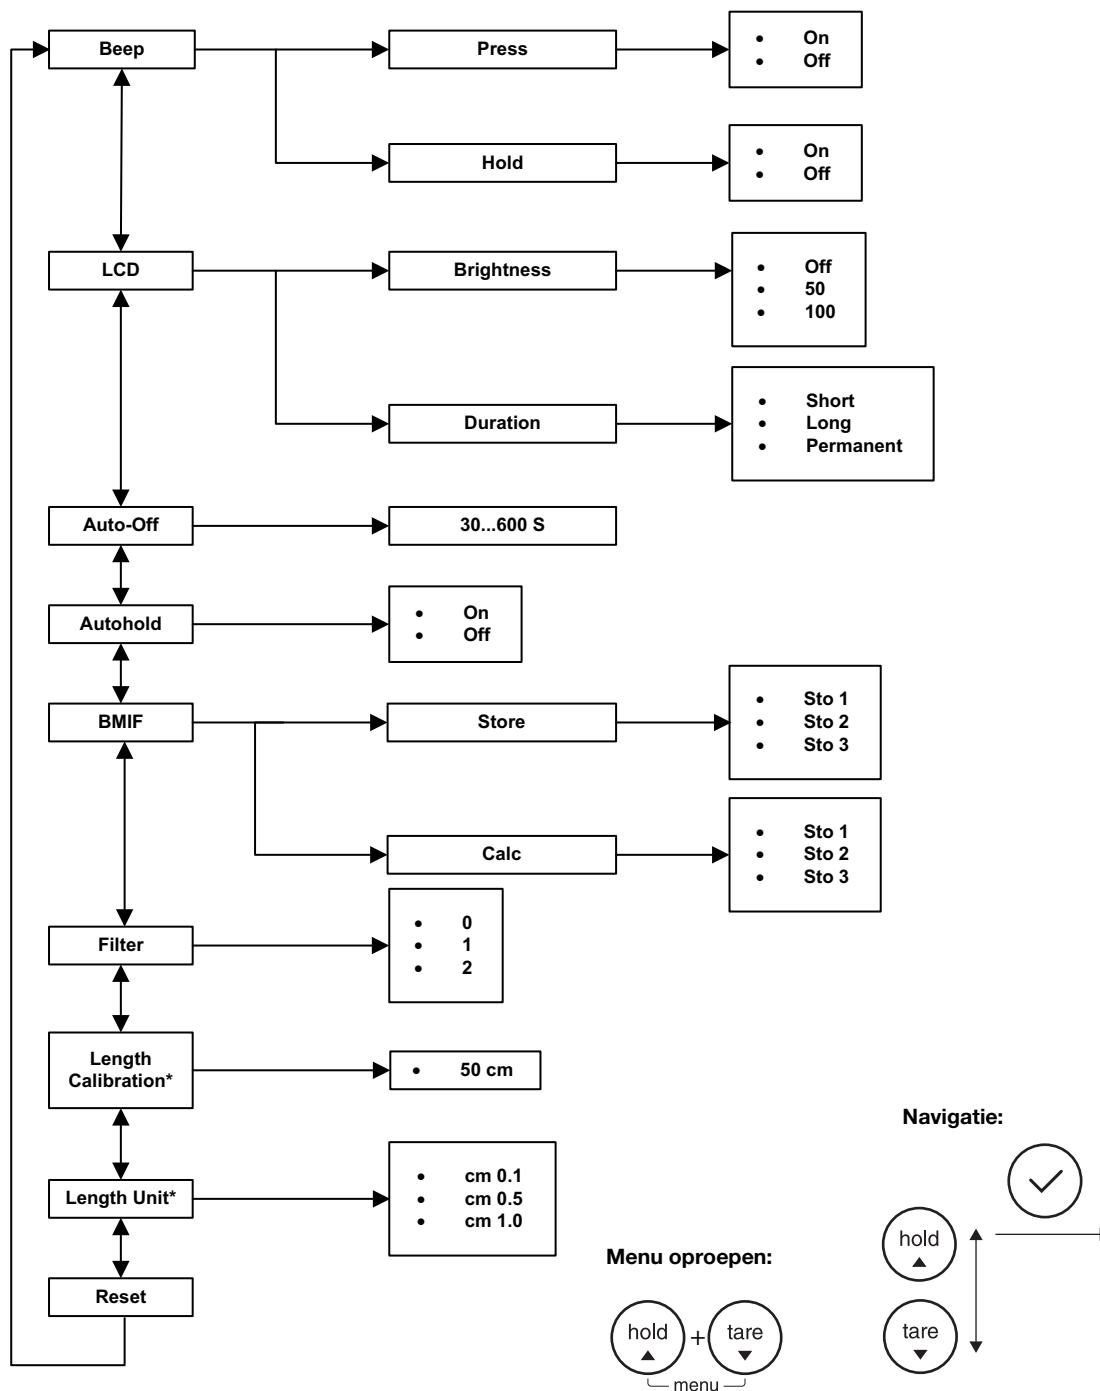 Beep
Press
• On
• Off
Hold
• On
• Off
LCD
Brightness
• Off
• 50
• 100
Duration
• Short
• Long
• Permanent
Auto-Off
30...600 S
Autohold
• On
• Off
BMIF
Store
• Sto 1
• Sto 2
• Sto 3
Calc
• Sto 1
• Sto 2
• Sto 3
Filter
• 0
• 1
• 2
Length
Calibration*
• 50 cm
Length Unit*
• cm 0.1
• cm 0.5
• cm 1.0
Reset
Menu oproepen:
hold + tare
menu
Navigatie:
hold
tare